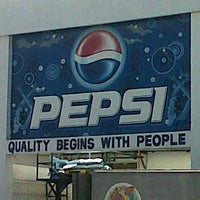 PEPSI
QUALITY BEGINS WITH PEOPLE